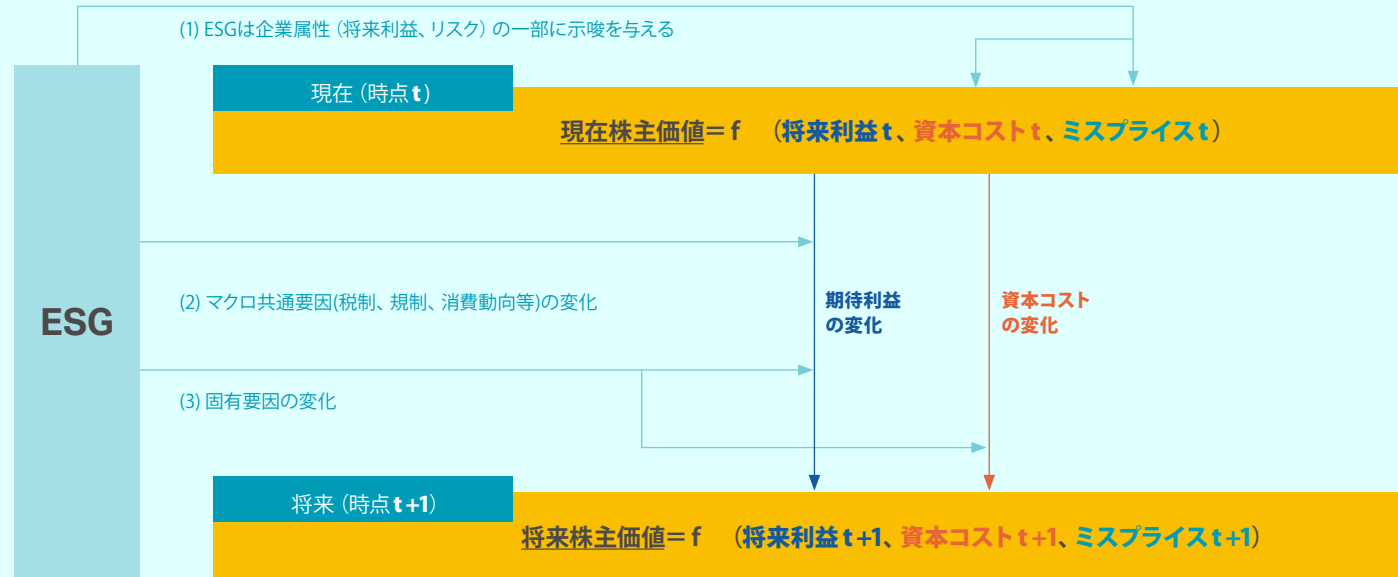 (1) ESGは企業属性（将来利益、リスク）の一部に示唆を与える
現在（時点t）
現在株主価値＝f （将来利益t、資本コストt、ミスプライスt）
ESG
(2) マクロ共通要因(税制、規制、消費動向等)の変化
期待利益
の変化
資本コスト
の変化
(3) 固有要因の変化
将来（時点t+1）
将来株主価値＝f （将来利益t+1、資本コストt+1、ミスプライスt+1）